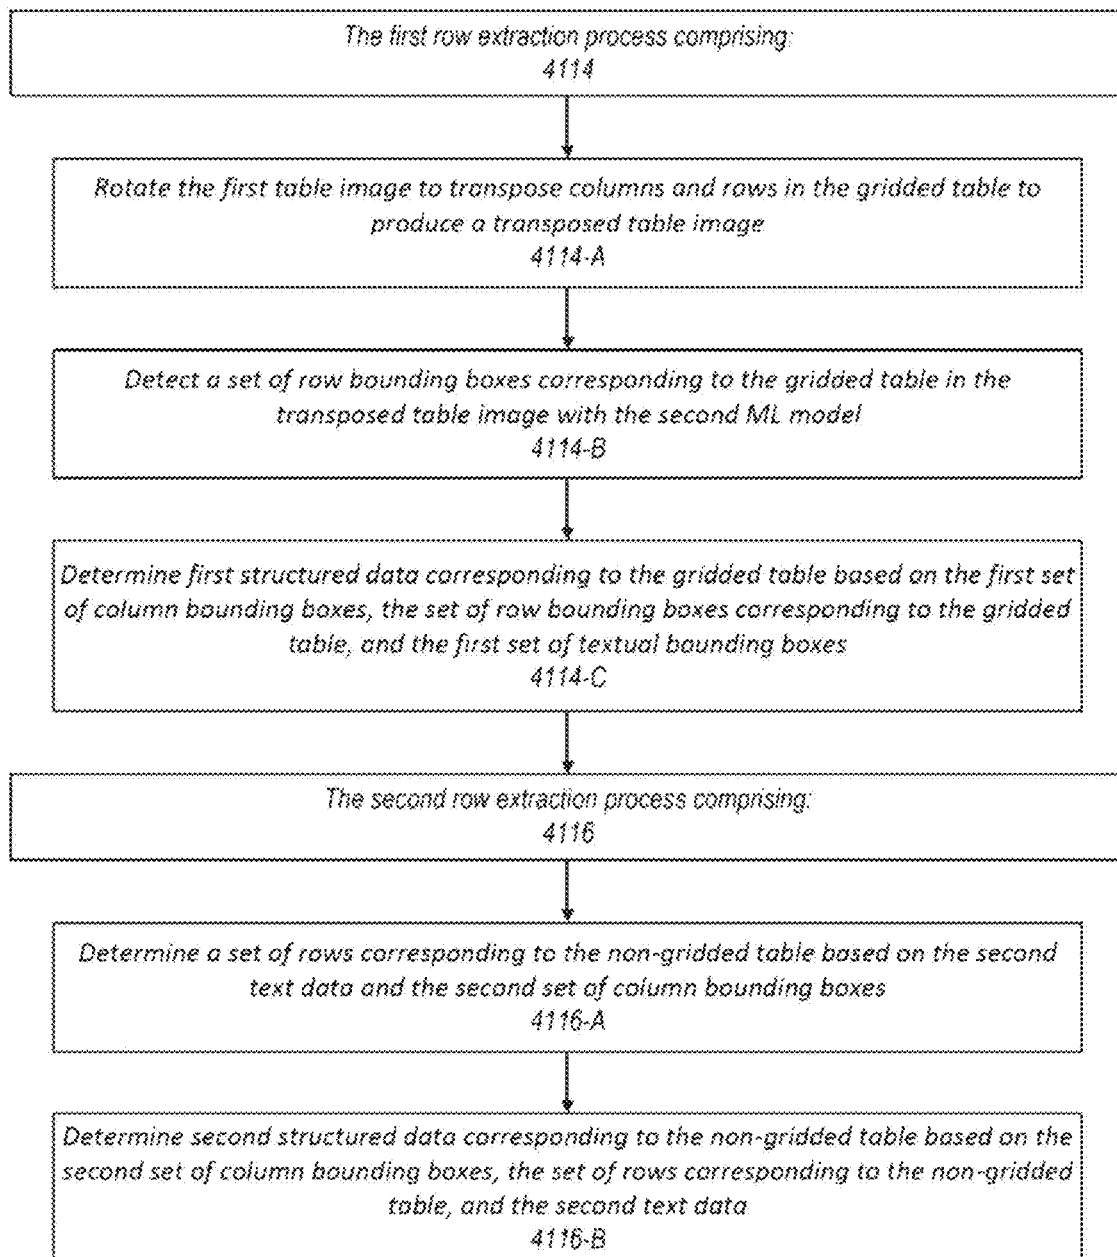 The first row extraction process comprising:
4114
Rotate the first table image to transpose columns and rows in the gridded table to
produce a transposed table image
4114-A
Detect a set of row bounding boxes corresponding to the gridded table in the
transposed table image with the second ML model
4114-B
Determine first structured data corresponding to the gridded table based on the first set
of column bounding boxes, the set of row bounding boxes corresponding to the gridded
table, and the first set of textual bounding boxes
4114-C
The second row extraction process comprising:
4116
Determine a set of rows corresponding to the non-gridded table based on the second
text data and the second set of column bounding boxes
4116-A
Determine second structured data corresponding to the non-gridded table based on the
second set of column bounding boxes, the set of rows corresponding to the non-gridded
table, and the second text data
4116-B